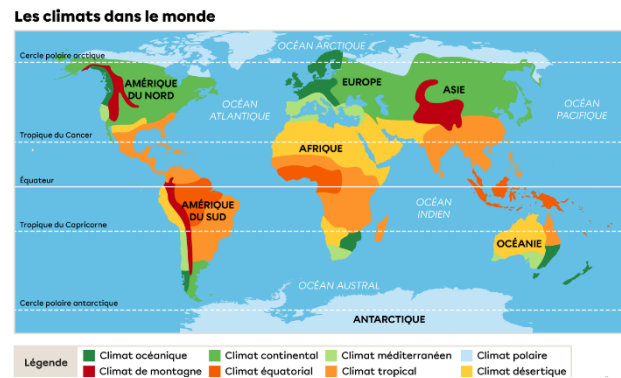 Les climats dans le monde
OCÉAN ARCTIQUE
Cercle polaire arctique
AMÉRIQUE
DU NORD
EUROPE
ASIE
OCÉAN
ATLANTIQUE
OCÉAN
PACIFIQUE
Tropique du Cancer
AFRIQUE
Équateur
AMÉRIQUE
DU SUD
OCÉAN
INDIEN
Tropique du Capricorne
OCÉANIE
OCÉAN AUSTRAL
Cercle polaire antarctique
ANTARCTIQUE
Légende
Climat océanique
Climat continental
Climat méditerranéen
Climat polaire
Climat de montagne
Climat équatorial
Climat tropical
Climat désertique